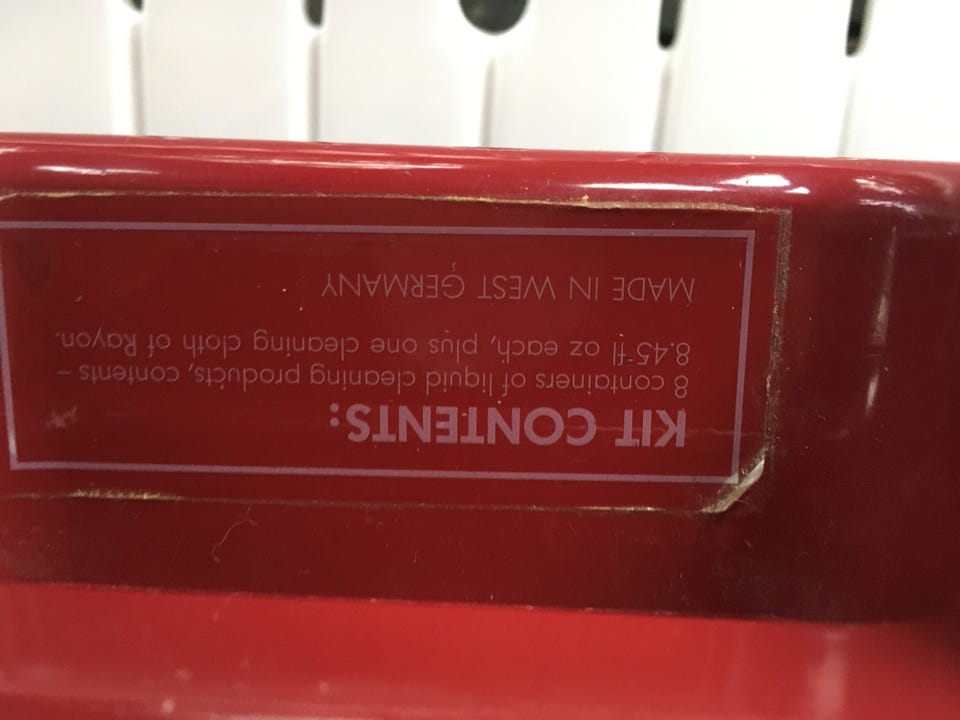 KIT CONTENTS:
8 containers of liquid cleaning products, contents –
8.45 fl oz each, plus one cleaning cloth of Rayon.
MADE IN WEST GERMANY